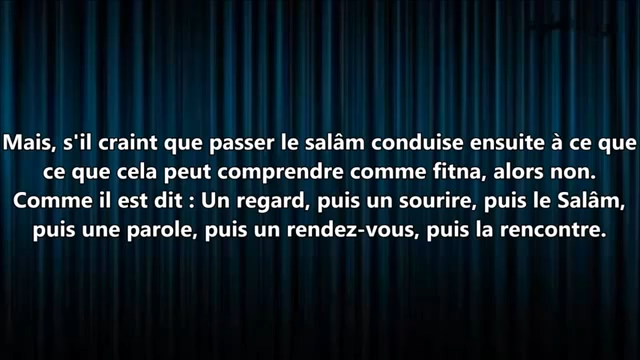 Mais, s'il craint que passer le salâm conduise ensuite à ce que
ce que cela peut comprendre comme fitna, alors non.
Comme il est dit : Un regard, puis un sourire, puis le Salâm,
puis une parole, puis un rendez-vous, puis la rencontre.